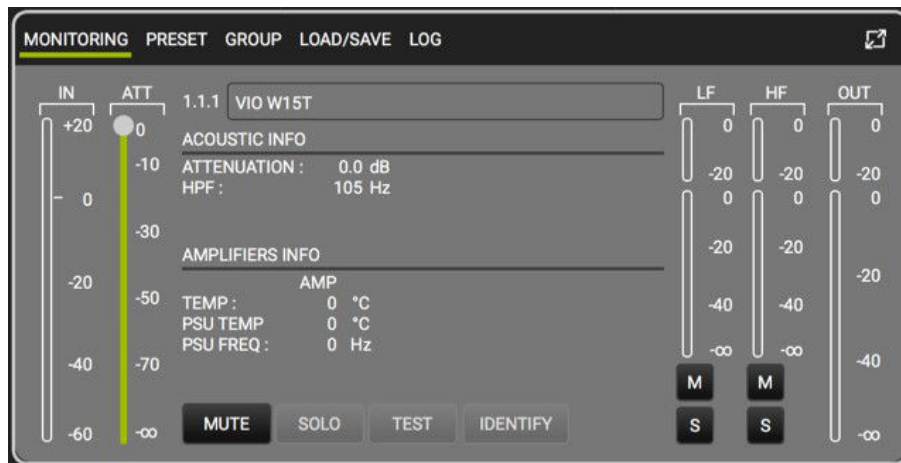 MONITORING PRESET GROUP LOAD/SAVE LOG
IN ATT LF HF OUT
1.1.1 VIO W15T
+20 0 0 0 0
ACOUSTIC INFO
-10 ATTENUATION : 0.0 dB -20 -20 -20
HPF : 105 Hz
0 0 0 0
-30
AMPLIFIERS INFO -20 -20
-20 AMP -20
-50 TEMP : 0 °C -40 -40
PSU TEMP 0 °C
PSU FREQ : 0 Hz
-∞ -∞
-40 -70 -40
M M
MUTE SOLO TEST IDENTIFY S S
-60 -∞ -∞